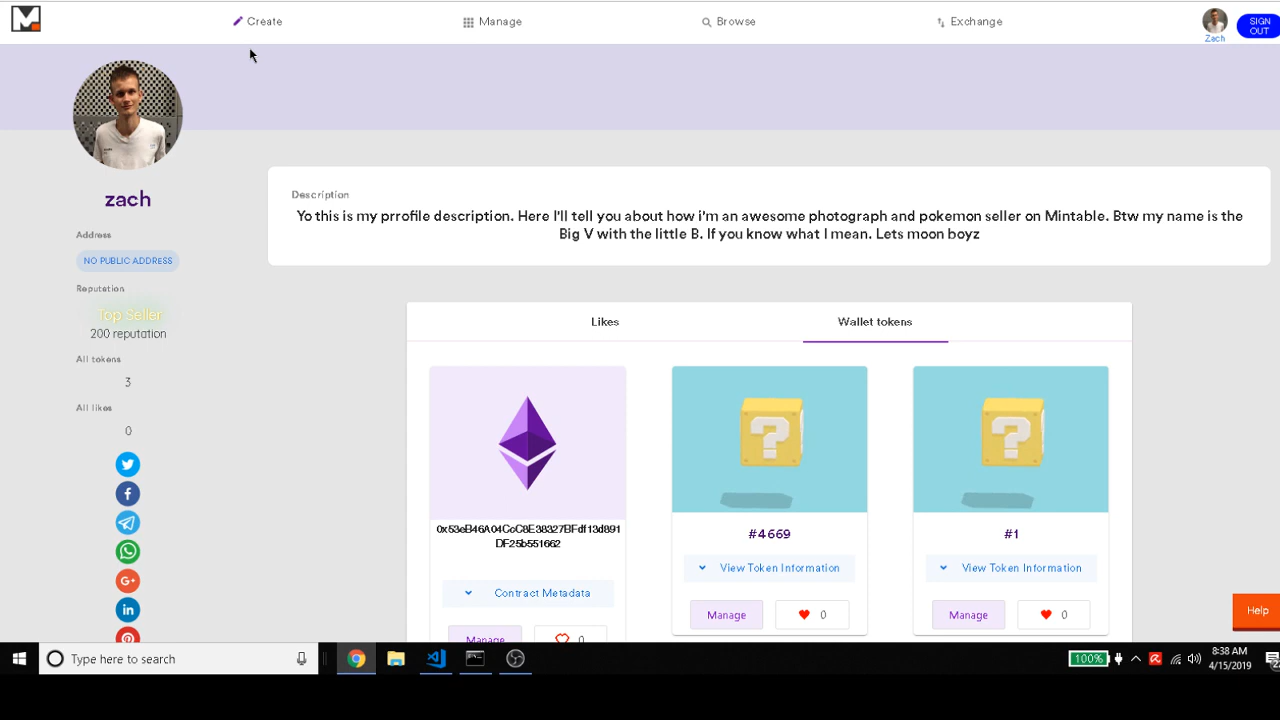 Create
Manage
Browse
Exchange
Zach
SIGN
OUT
zach
Address
NO PUBLIC ADDRESS
Reputation
Top Seller
200 reputation
All tokens
3
All likes
0
Description
Yo this is my prrofile description. Here I'll tell you about how i'm an awesome photograph and pokemon seller on Mintable. Btw my name is the
Big V with the little B. If you know what I mean. Lets moon boyz
Likes
Wallet tokens
0x53eB46A04CcC8E38327BFdf13d891
DF25b551662
Contract Metadata
Manage
0
#4669
View Token Information
Manage
0
#1
View Token Information
Manage
0
Help
Type here to search
100%
8:38 AM
4/15/2019